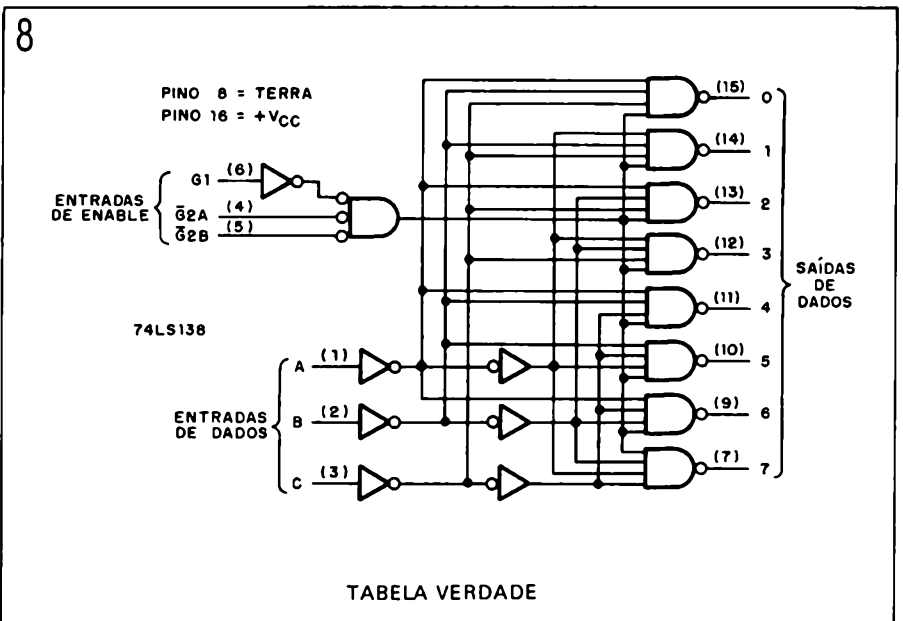 8
PINO 8 = TERRA
PINO 16 = +VCC
ENTRADAS
DE ENABLE
G1 (6)
G̅2A (4)
G̅2B (5)
74LS138
ENTRADAS
DE DADOS
A (1)
B (2)
C (3)
(15) 0
(14) 1
(13) 2
(12) 3
(11) 4
(10) 5
(9) 6
(7) 7
SAÍDAS
DE
DADOS
TABELA VERDADE